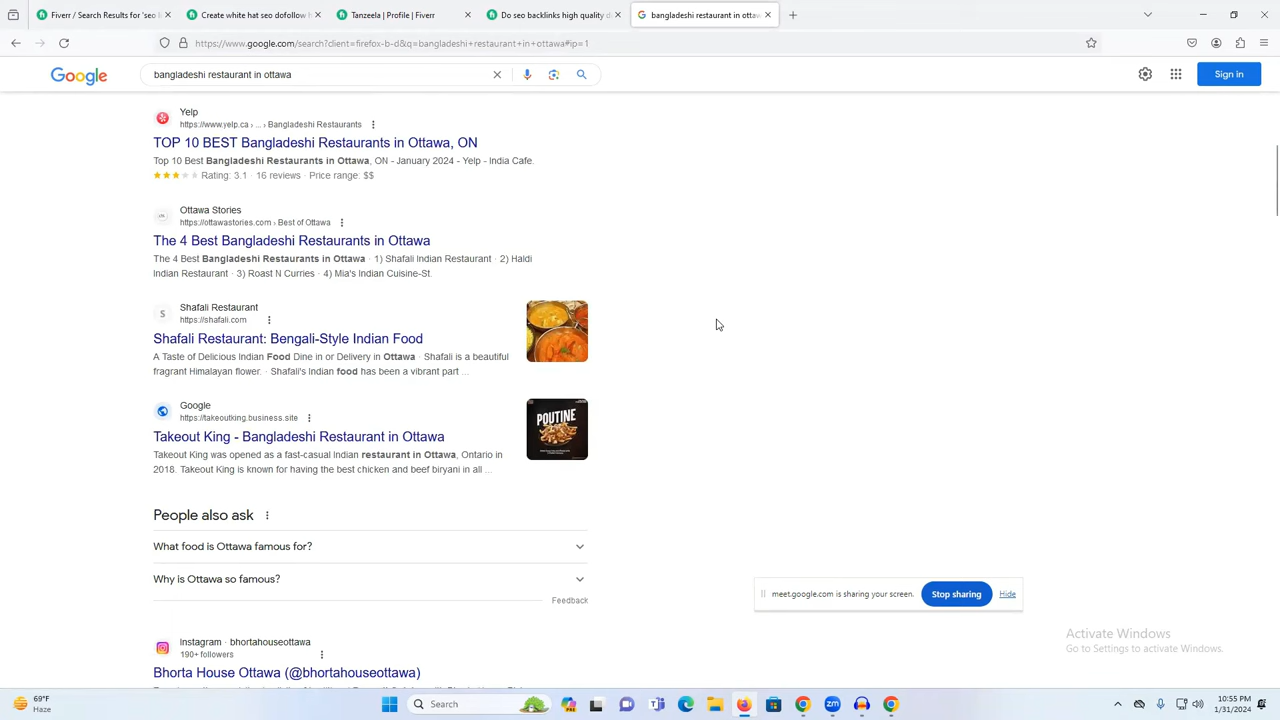 Fiverr / Search Results for 'seo
Create white hat seo dofollow
Tanzeela | Profile | Fiverr
Do seo backlinks high quality d
bangladeshi restaurant in ottaw
https://www.google.com/search?client=firefox-b-d&q=bangladeshi+restaurant+in+ottawa#ip=1
Google
bangladeshi restaurant in ottawa
Sign in
Yelp
https://www.yelp.ca › ... › Bangladeshi Restaurants
TOP 10 BEST Bangladeshi Restaurants in Ottawa, ON
Top 10 Best Bangladeshi Restaurants in Ottawa, ON - January 2024 - Yelp - India Cafe.
Rating: 3.1 · 16 reviews · Price range: $$
Ottawa Stories
https://ottawastories.com › Best of Ottawa
The 4 Best Bangladeshi Restaurants in Ottawa
The 4 Best Bangladeshi Restaurants in Ottawa · 1) Shafali Indian Restaurant · 2) Haldi
Indian Restaurant · 3) Roast N Curries · 4) Mia's Indian Cuisine-St.
S
Shafali Restaurant
https://shafali.com
Shafali Restaurant: Bengali-Style Indian Food
A Taste of Delicious Indian Food Dine in or Delivery in Ottawa · Shafali is a beautiful
fragrant Himalayan flower. · Shafali's Indian food has been a vibrant part ...
Google
https://takeoutking.business.site
Takeout King - Bangladeshi Restaurant in Ottawa
Takeout King was opened as a fast-casual Indian restaurant in Ottawa, Ontario in
2018. Takeout King is known for having the best chicken and beef biryani in all ...
POUTINE
People also ask
What food is Ottawa famous for?
Why is Ottawa so famous?
Feedback
meet.google.com is sharing your screen.
Stop sharing
Hide
Instagram · bhortahouseottawa
190+ followers
Bhorta House Ottawa (@bhortahouseottawa)
Activate Windows
Go to Settings to activate Windows.
69°F
Haze
Search
10:55 PM
1/31/2024